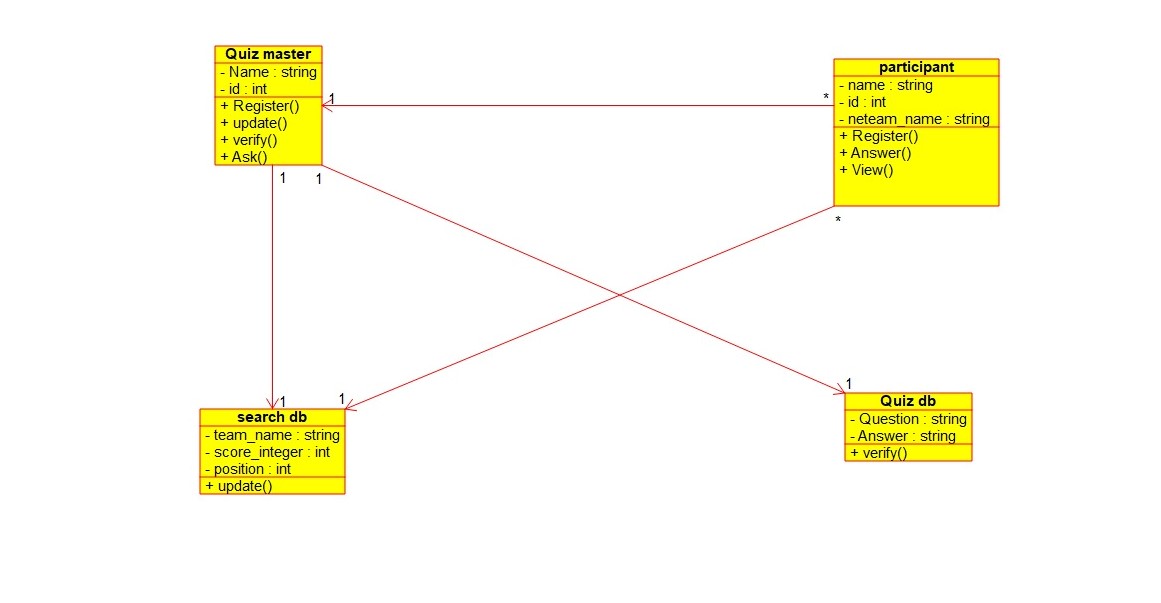 Quiz master
- Name : string
- id : int
+ Register()
+ update()
+ verify()
+ Ask()
1
*
participant
- name : string
- id : int
- neteam_name : string
+ Register()
+ Answer()
+ View()
1
1
*
1
1
search db
- team_name : string
- score_integer : int
- position : int
+ update()
1
Quiz db
- Question : string
- Answer : string
+ verify()